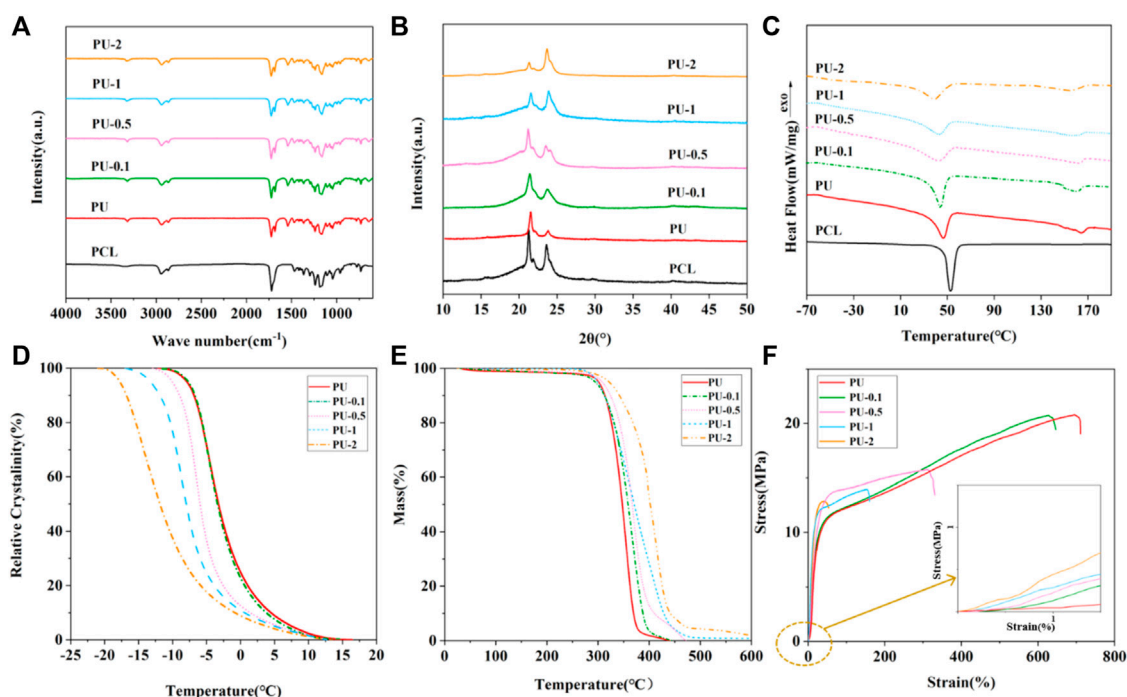 A
PU-2
PU-1
PU-0.5
PU-0.1
PU
PCL
Intensity(a.u.)
4000 3500 3000 2500 2000 1500 1000
Wave number(cm-1)
B
PU-2
PU-1
PU-0.5
PU-0.1
PU
PCL
Intensity(a.u.)
10 15 20 25 30 35 40 45 50
2θ(°)
C
PU-2
PU-1
PU-0.5
PU-0.1
PU
PCL
Heat Flow(mW/mg)
exo
-70 -30 10 50 90 130 170
Temperature(℃)
D
100
80
60
40
20
0
Relative Crystalinity(%)
PU
PU-0.1
PU-0.5
PU-1
PU-2
-25 -20 -15 -10 -5 0 5 10 15 20
Temperature(℃)
E
100
80
60
40
20
0
Mass(%)
PU
PU-0.1
PU-0.5
PU-1
PU-2
0 100 200 300 400 500 600
Temperature(℃)
F
20
10
0
Stress(MPa)
PU
PU-0.1
PU-0.5
PU-1
PU-2
Stress(MPa)
1
Strain(%)
0 200 400 600 800
Strain(%)